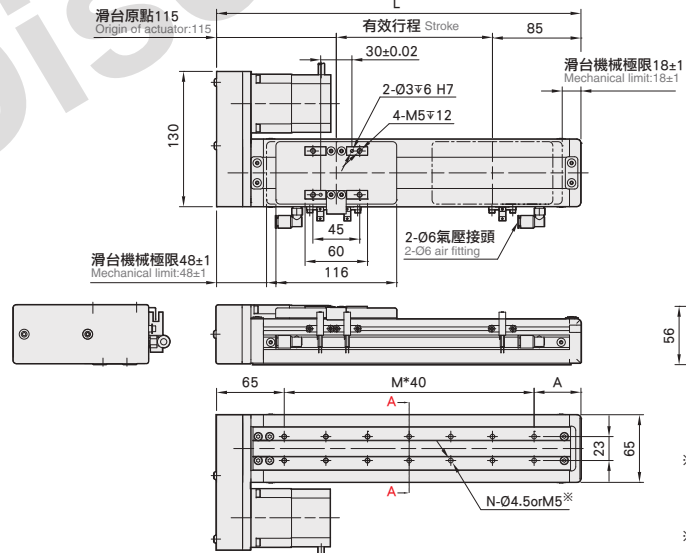 L
滑台原點115
Origin of actuator:115
有效行程 Stroke
85
30±0.02
滑台機械極限18±1
Mechanical limit:18±1
2-Ø3↧6 H7
4-M5↧12
130
45
60
116
2-Ø6氣壓接頭
2-Ø6 air fitting
滑台機械極限48±1
Mechanical limit:48±1
56
65
M*40
A
A
A
23
65
N-Ø4.5orM5※
※
※